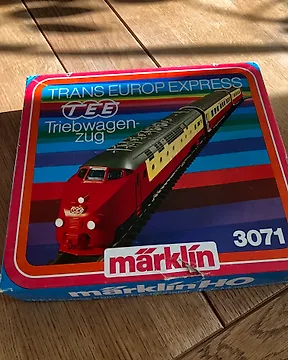 TRANS EUROP EXPRESS
TEE
Triebwagen-
zug
märklin
3071
märklin HO